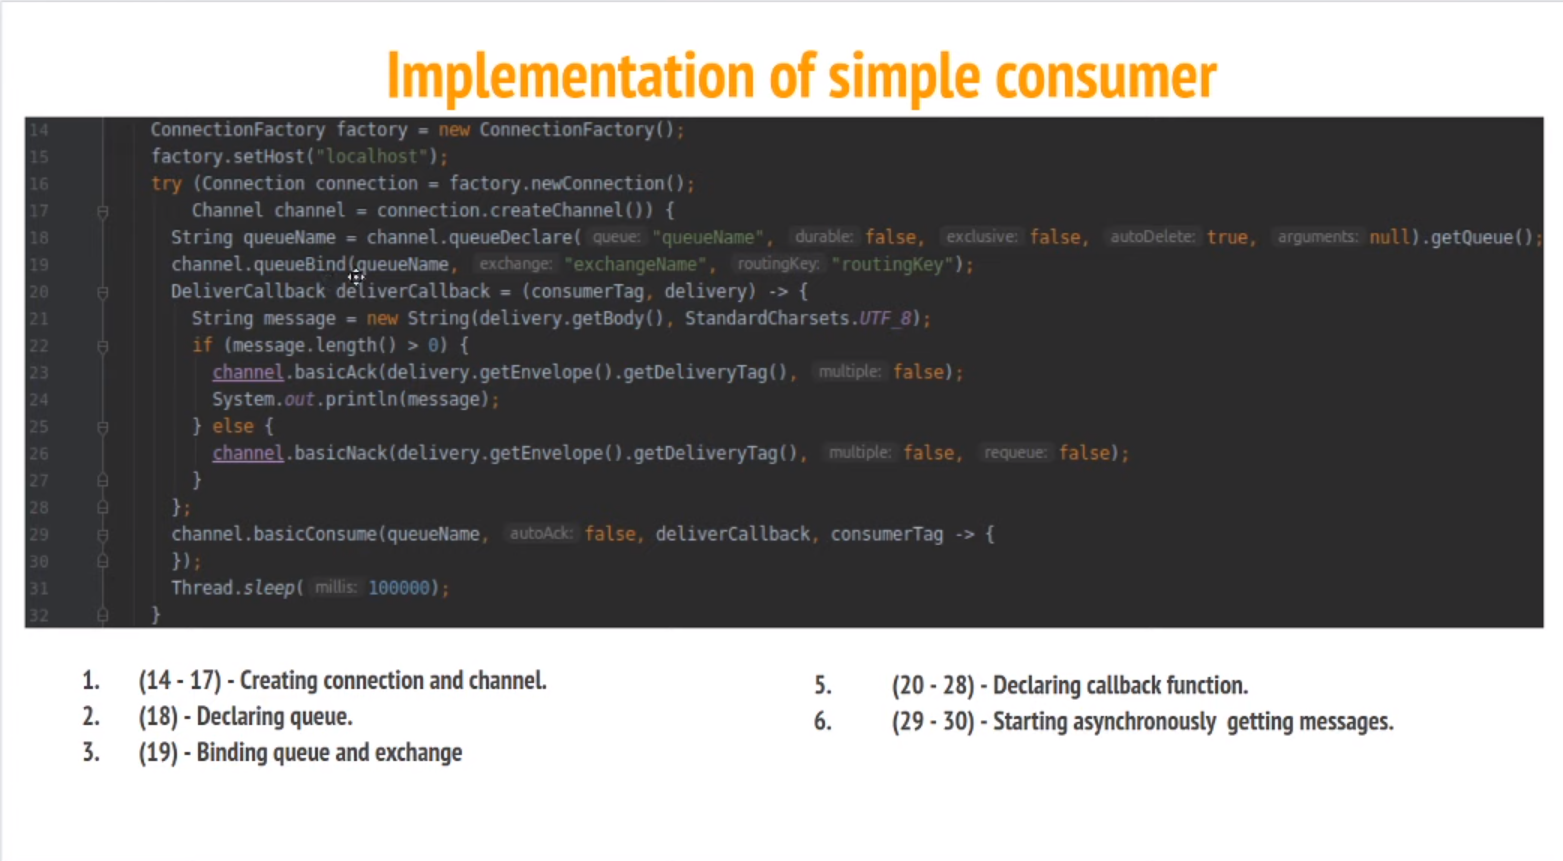 Implementation of simple consumer
14 ConnectionFactory factory = new ConnectionFactory();
15 factory.setHost("localhost");
16 try (Connection connection = factory.newConnection();
17 Channel channel = connection.createChannel()) {
18 String queueName = channel.queueDeclare( queue: "queueName", durable: false, exclusive: false, autoDelete: true, arguments: null).getQueue();
19 channel.queueBind(queueName, exchange: "exchangeName", routingKey: "routingKey");
20 DeliverCallback deliverCallback = (consumerTag, delivery) -> {
21 String message = new String(delivery.getBody(), StandardCharsets.UTF_8);
22 if (message.length() > 0) {
23 channel.basicAck(delivery.getEnvelope().getDeliveryTag(), multiple: false);
24 System.out.println(message);
25 } else {
26 channel.basicNack(delivery.getEnvelope().getDeliveryTag(), multiple: false, requeue: false);
27 }
28 };
29 channel.basicConsume(queueName, autoAck: false, deliverCallback, consumerTag -> {
30 });
31 Thread.sleep( millis: 100000);
32 }
1. (14 - 17) - Creating connection and channel.
2. (18) - Declaring queue.
3. (19) - Binding queue and exchange
5. (20 - 28) - Declaring callback function.
6. (29 - 30) - Starting asynchronously getting messages.